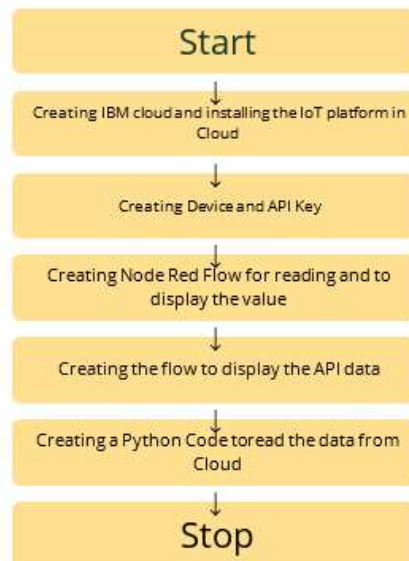 Start
Creating IBM cloud and installing the IoT platform in
Cloud
Creating Device and API Key
Creating Node Red Flow for reading and to
display the value
Creating the flow to display the API data
Creating a Python Code toread the data from
Cloud
Stop